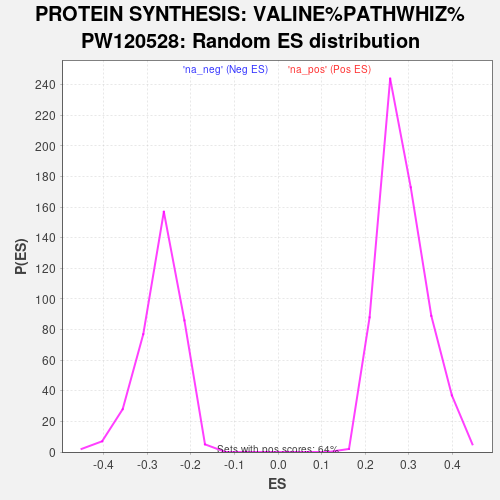 PROTEIN SYNTHESIS: VALINE%PATHWHIZ%
PW120528: Random ES distribution
'na_neg' (Neg ES) 'na_pos' (Pos ES)
240
220
200
180
160
140
120
100
80
60
40
20
0
P(ES)
Sets with pos scores: 64%
-0.4 -0.3 -0.2 -0.1 0.0 0.1 0.2 0.3 0.4
ES